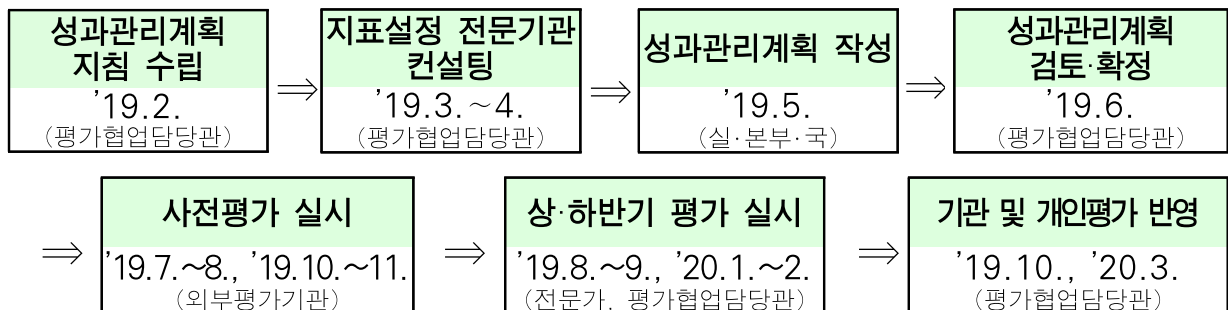 성과관리계획
지침 수립
'19.2.
(평가협업담당관)
⇒
지표설정 전문기관
컨설팅
'19.3.~4.
(평가협업담당관)
⇒
성과관리계획 작성
'19.5.
(실·본부·국)
⇒
성과관리계획
검토·확정
'19.6.
(평가협업담당관)
⇒
사전평가 실시
'19.7.~8., '19.10.~11.
(외부평가기관)
⇒
상·하반기 평가 실시
'19.8.~9., '20.1.~2.
(전문가, 평가협업담당관)
⇒
기관 및 개인평가 반영
'19.10., '20.3.
(평가협업담당관)